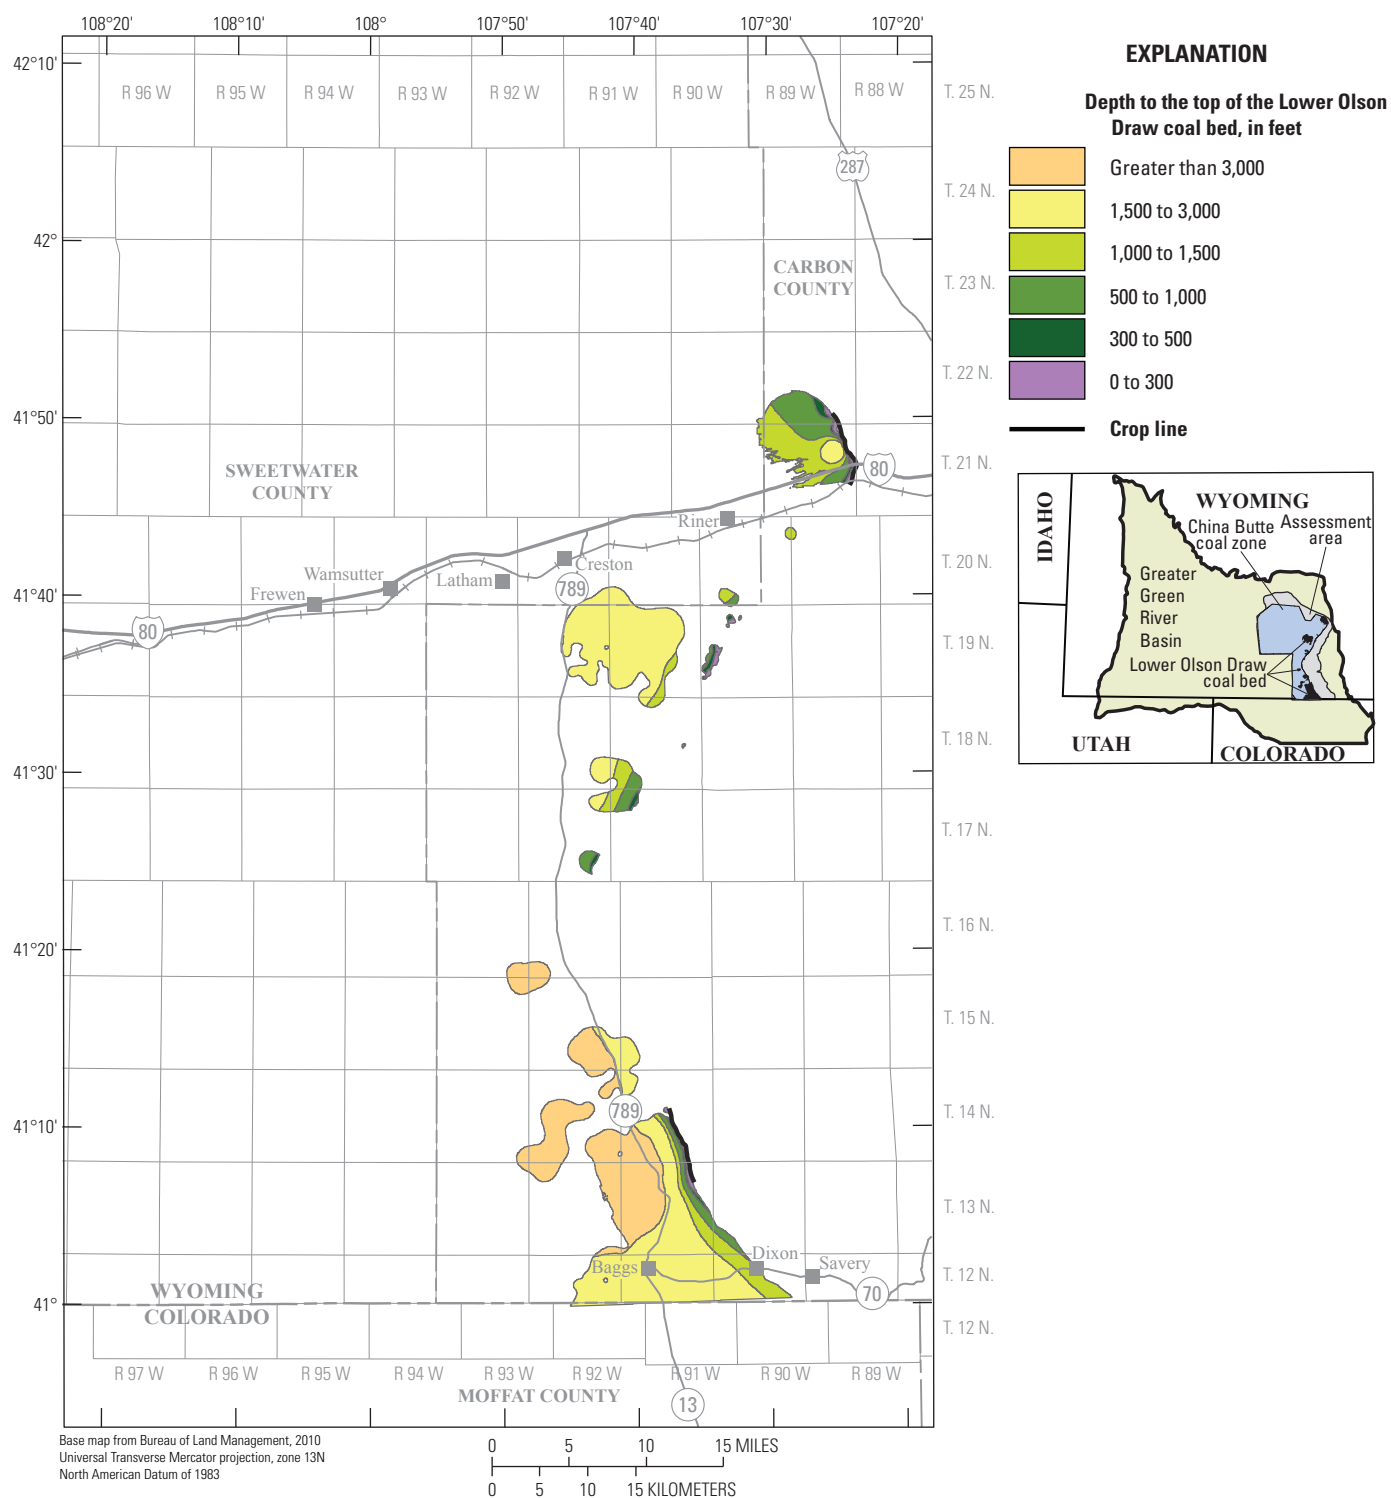 108°20' 108°10' 108° 107°50' 107°40' 107°30' 107°20'
42°10'
R 96 W R 95 W R 94 W R 93 W R 92 W R 91 W R 90 W R 89 W R 88 W
T. 25 N.
287
T. 24 N.
42°
CARBON
COUNTY
T. 23 N.
T. 22 N.
41°50'
SWEETWATER
COUNTY
80
T. 21 N.
Riner
Creston
T. 20 N.
Wamsutter
Latham
789
Frewen
41°40'
80
T. 19 N.
T. 18 N.
41°30'
T. 17 N.
T. 16 N.
41°20'
T. 15 N.
789
T. 14 N.
41°10'
T. 13 N.
Dixon
Baggs
Savery
T. 12 N.
70
WYOMING
41°
COLORADO
T. 12 N.
R 97 W R 96 W R 95 W R 94 W R 93 W R 92 W R 91 W R 90 W R 89 W
MOFFAT COUNTY
13
EXPLANATION
Depth to the top of the Lower Olson
Draw coal bed, in feet
Greater than 3,000
1,500 to 3,000
1,000 to 1,500
500 to 1,000
300 to 500
0 to 300
Crop line
IDAHO
WYOMING
China Butte
coal zone
Assessment
area
Greater
Green
River
Basin
Lower Olson Draw
coal bed
UTAH
COLORADO
Base map from Bureau of Land Management, 2010
Universal Transverse Mercator projection, zone 13N
North American Datum of 1983
0 5 10 15 MILES
0 5 10 15 KILOMETERS